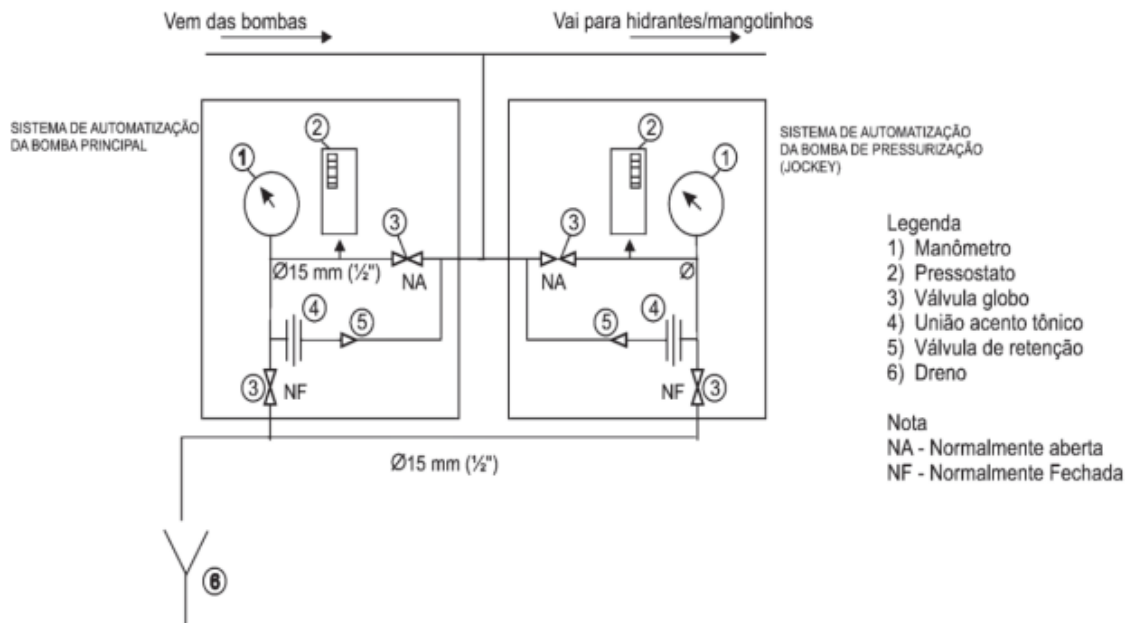 Vem das bombas
Vai para hidrantes/mangotinhos
SISTEMA DE AUTOMATIZAÇÃO
DA BOMBA PRINCIPAL
1
2
3
Ø15 mm (½")
NA
4
5
3
NF
2
1
3
NA
Ø
5
4
NF
3
SISTEMA DE AUTOMATIZAÇÃO
DA BOMBA DE PRESSURIZAÇÃO
(JOCKEY)
Ø15 mm (½")
6
Legenda
1) Manômetro
2) Pressostato
3) Válvula globo
4) União acento tônico
5) Válvula de retenção
6) Dreno
Nota
NA - Normalmente aberta
NF - Normalmente Fechada